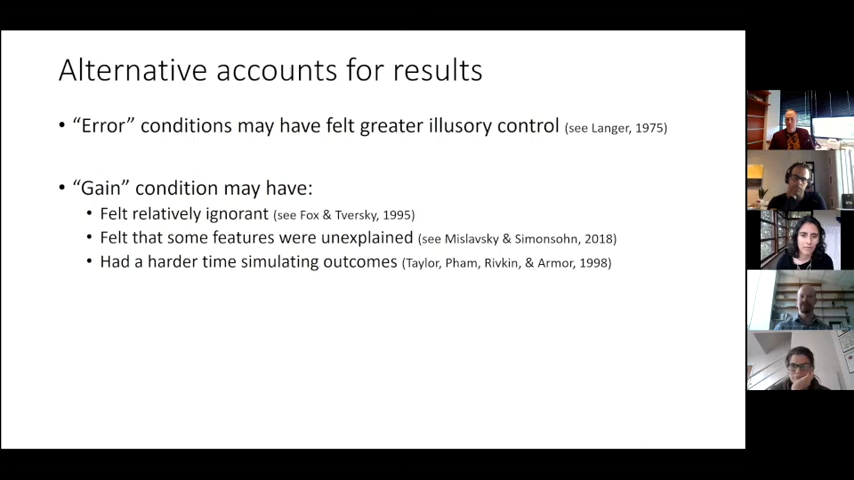 Alternative accounts for results
• “Error” conditions may have felt greater illusory control (see Langer, 1975)
• “Gain” condition may have:
• Felt relatively ignorant (see Fox & Tversky, 1995)
• Felt that some features were unexplained (see Mislavsky & Simonsohn, 2018)
• Had a harder time simulating outcomes (Taylor, Pham, Rivkin, & Armor, 1998)